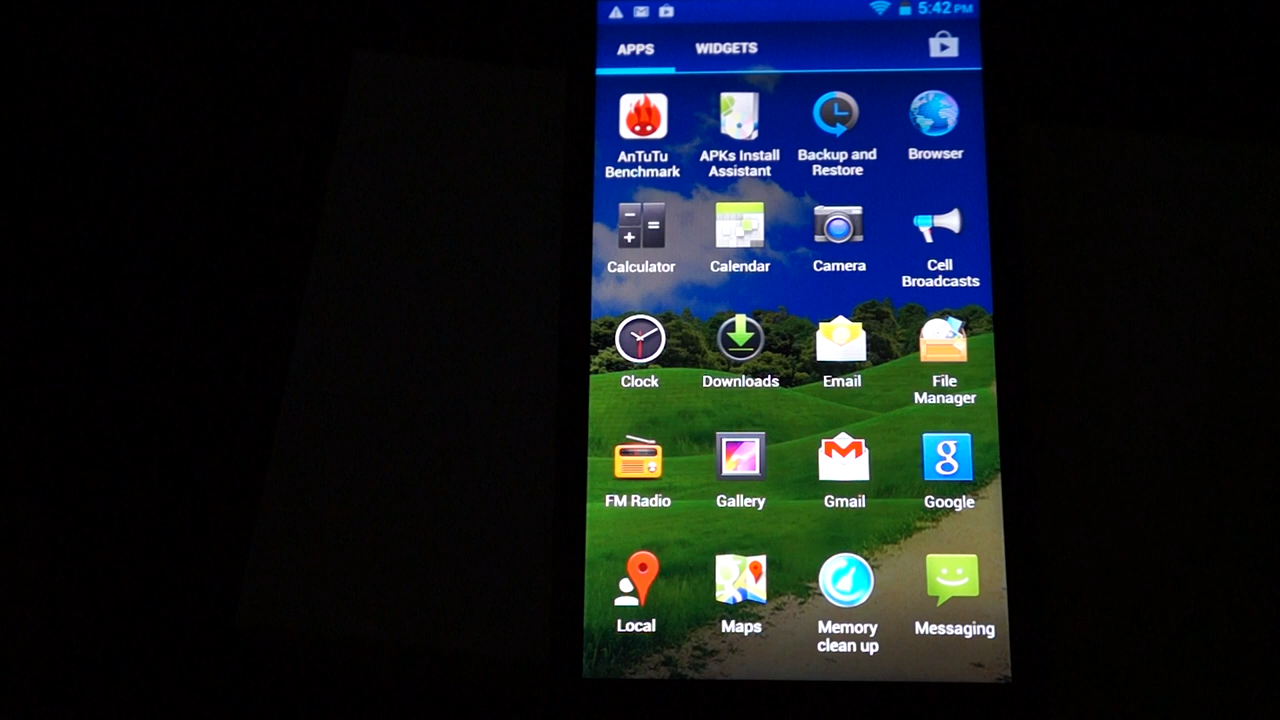 5:42 PM
APPS WIDGETS
AnTuTu Benchmark
APKs Install Assistant
Backup and Restore
Browser
Calculator
Calendar
Camera
Cell Broadcasts
Clock
Downloads
Email
File Manager
FM Radio
Gallery
Gmail
Google
Local
Maps
Memory clean up
Messaging